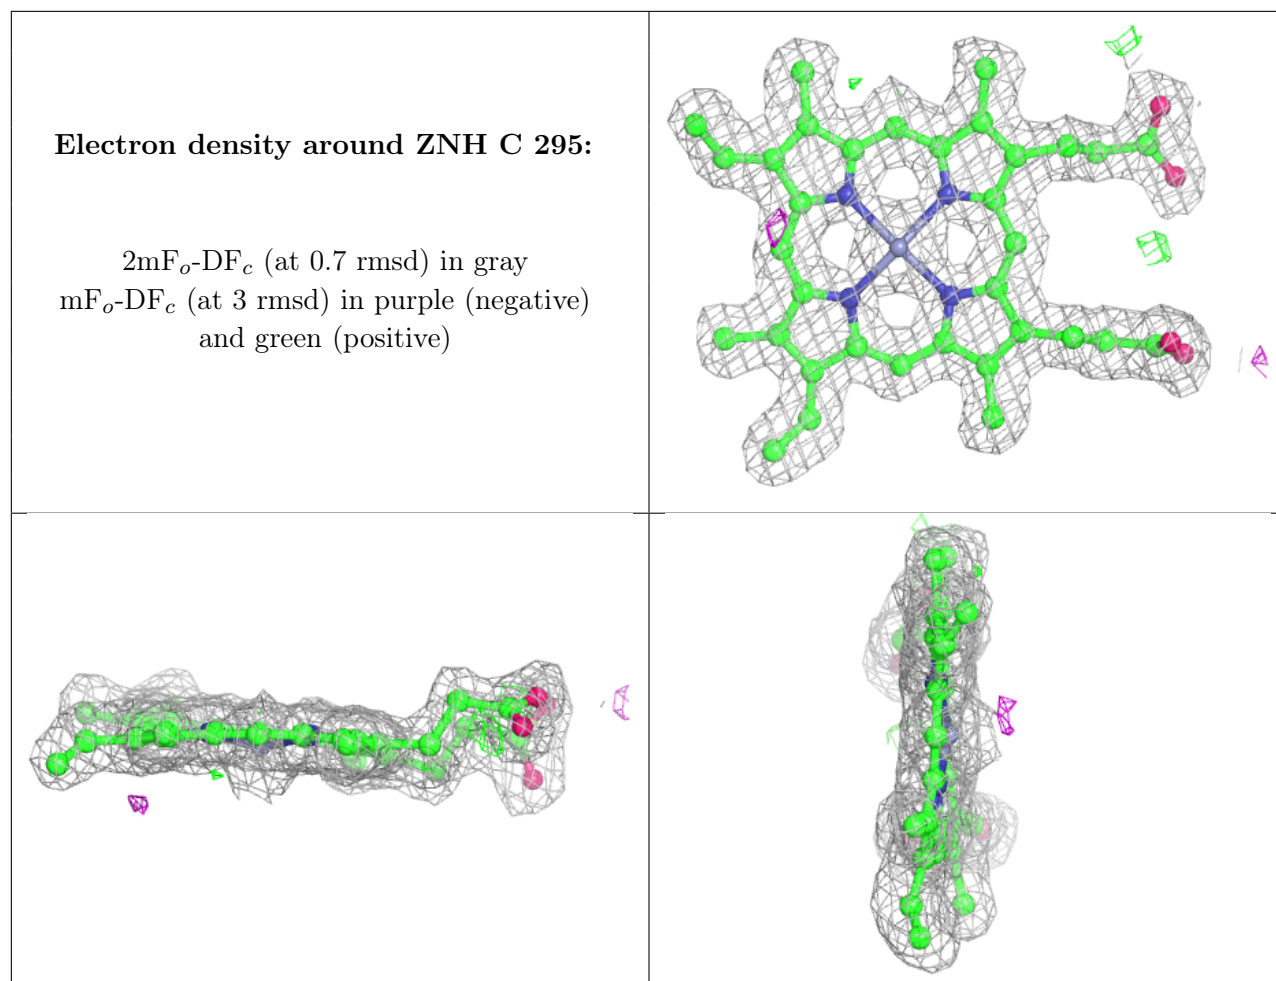 Electron density around ZNH C 295:
2mFo-DFc (at 0.7 rmsd) in gray
mFo-DFc (at 3 rmsd) in purple (negative)
and green (positive)